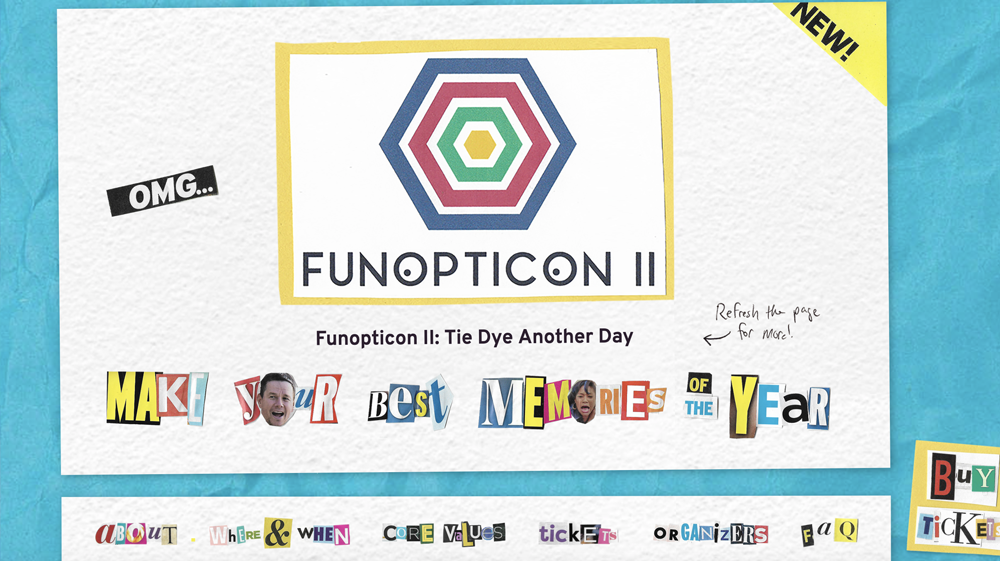 NEW!
OMG...
FUNOPTICON II
Funopticon II: Tie Dye Another Day
Refresh the page
for more!
MAKE yOuR BeSt MEMORIES OF THE YEaR
BuY
TicKETS
aBOuT. WHeRE & WHEN CORE VaLUES tickETs ORGANiZERS FaQ